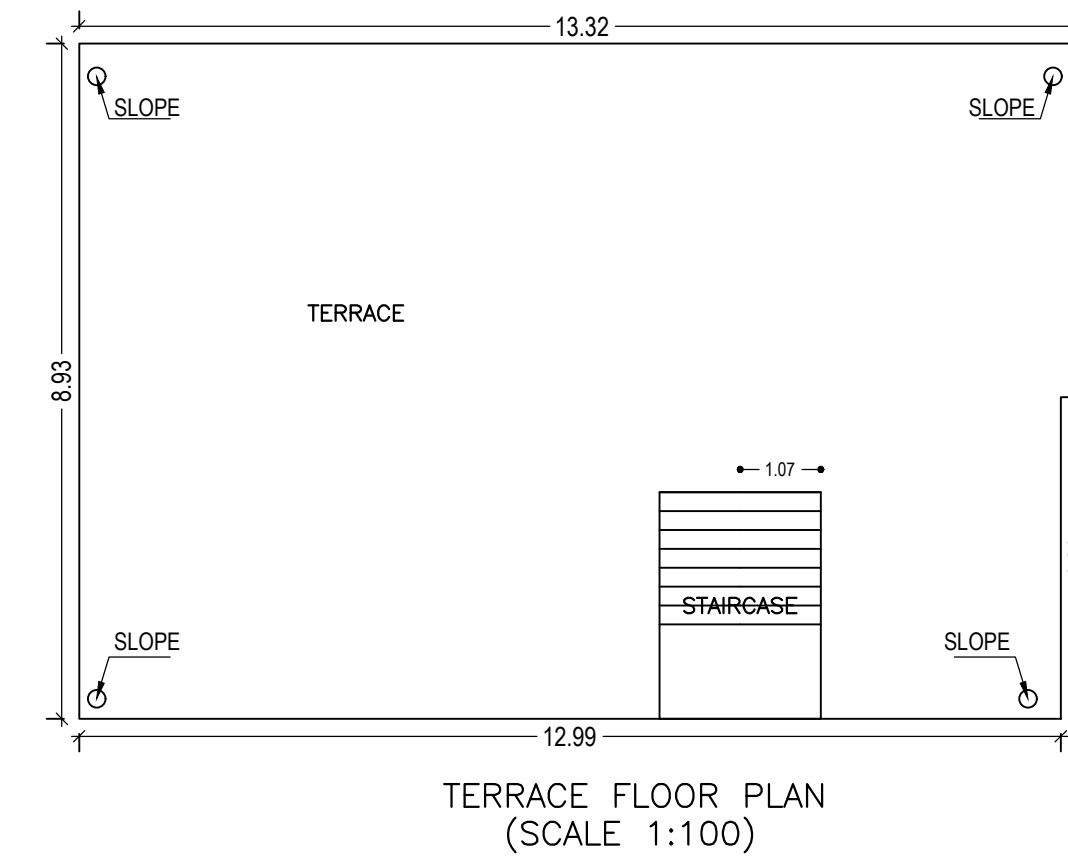 13.32
SLOPE
SLOPE
TERRACE
8.93
1.07
STAIRCASE
SLOPE
SLOPE
12.99
TERRACE FLOOR PLAN
(SCALE 1:100)